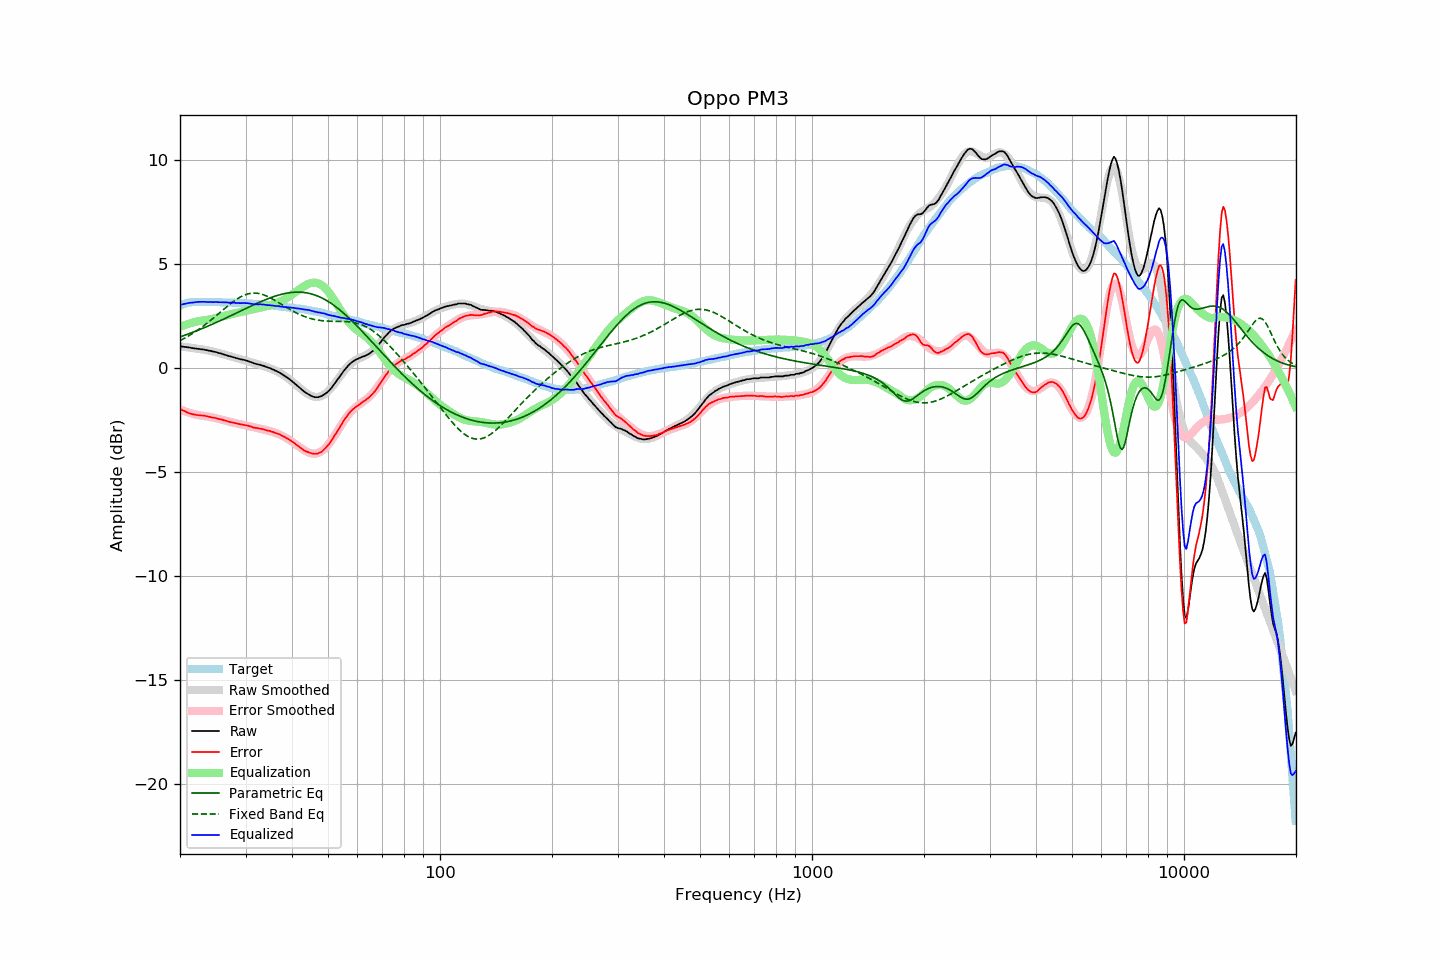 Oppo PM3
10
5
0
−5
−10
−15
−20
Amplitude (dBr)
100
1000
10000
Frequency (Hz)
Target
Raw Smoothed
Error Smoothed
Raw
Error
Equalization
Parametric Eq
Fixed Band Eq
Equalized